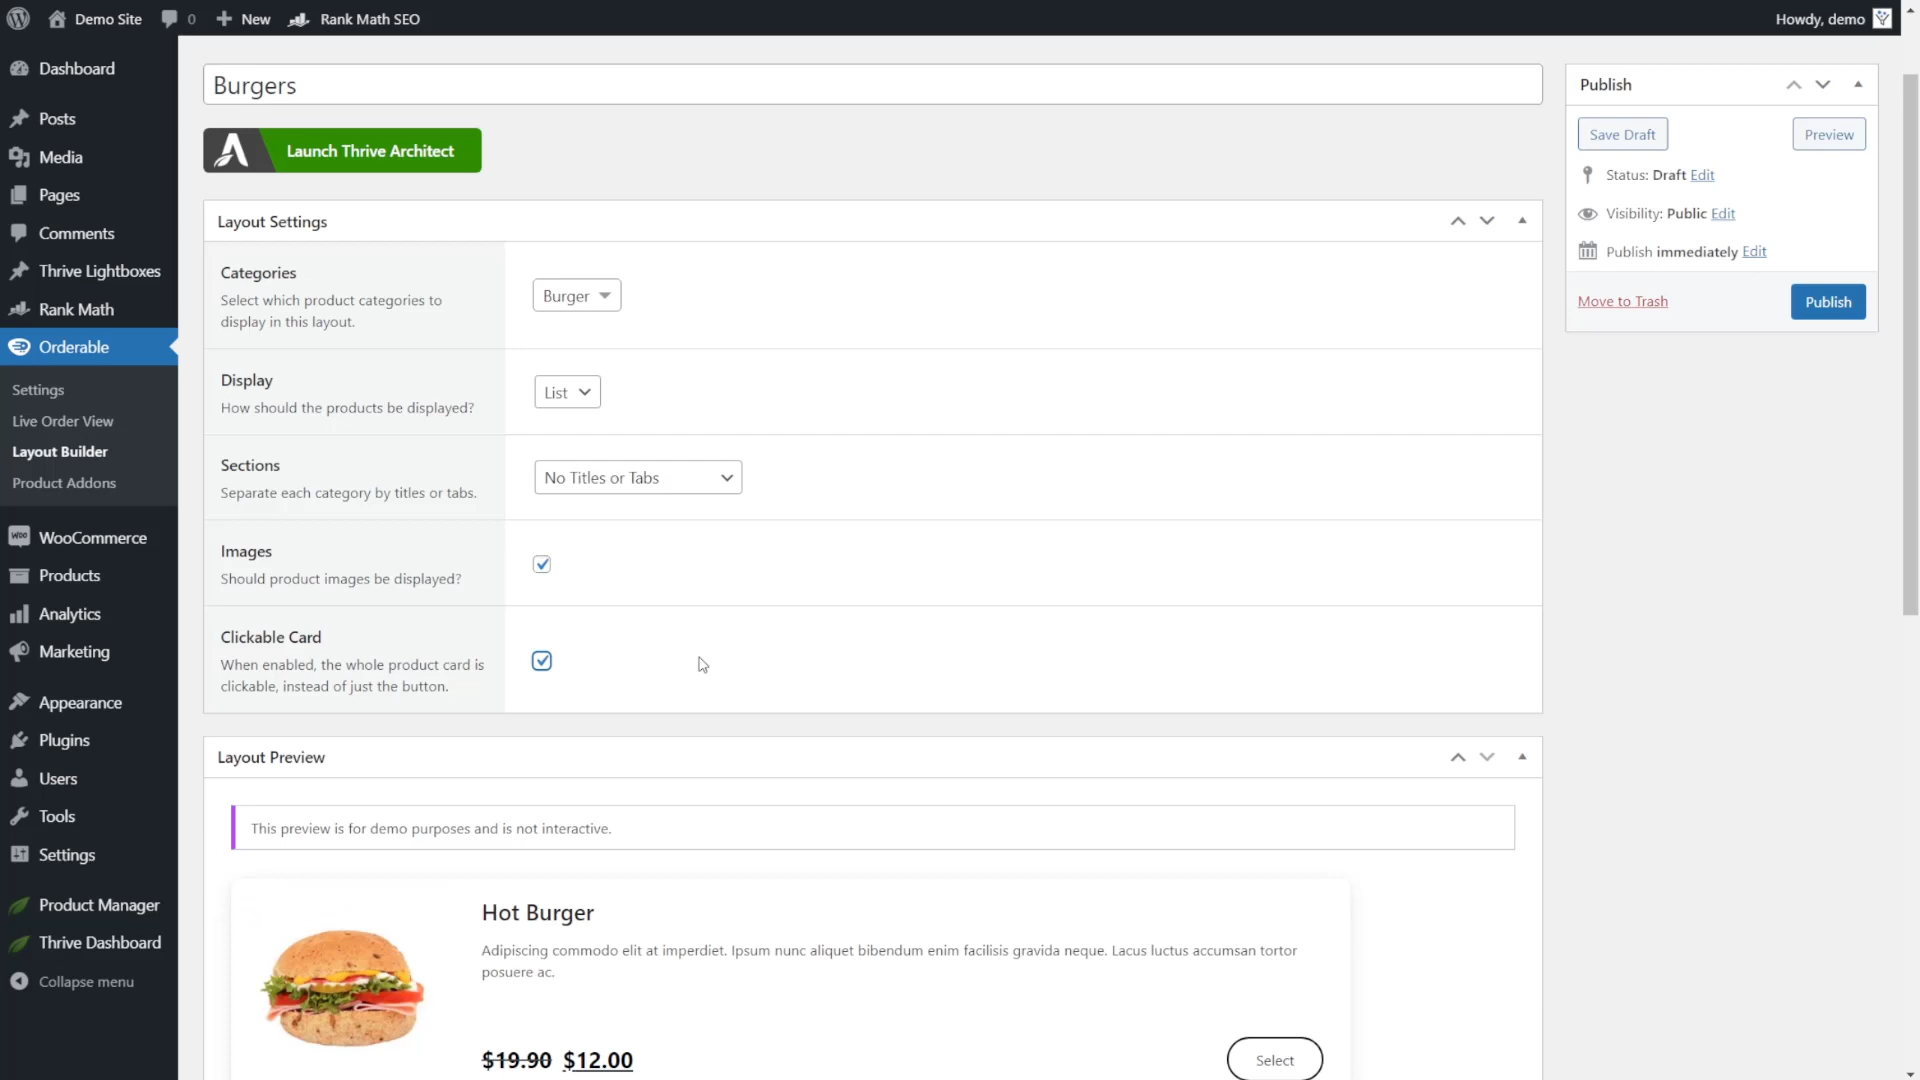 Demo Site
0
New
Rank Math SEO
Howdy, demo
Dashboard
Posts
Media
Pages
Comments
Thrive Lightboxes
Rank Math
Orderable
Settings
Live Order View
Layout Builder
Product Addons
WOO
WooCommerce
Products
Analytics
Marketing
Appearance
Plugins
Users
Tools
Settings
Product Manager
Thrive Dashboard
Collapse menu
Burgers
Launch Thrive Architect
Layout Settings
Categories
Select which product categories to
display in this layout.
Burger
Display
How should the products be displayed?
List
Sections
Separate each category by titles or tabs.
No Titles or Tabs
Images
Should product images be displayed?
Clickable Card
When enabled, the whole product card is
clickable, instead of just the button.
Layout Preview
This preview is for demo purposes and is not interactive.
Hot Burger
Adipiscing commodo elit at imperdiet. Ipsum nunc aliquet bibendum enim facilisis gravida neque. Lacus luctus accumsan tortor
posuere ac.
$19.90 $12.00
Select
Publish
Save Draft
Preview
Status: Draft Edit
Visibility: Public Edit
Publish immediately Edit
Move to Trash
Publish